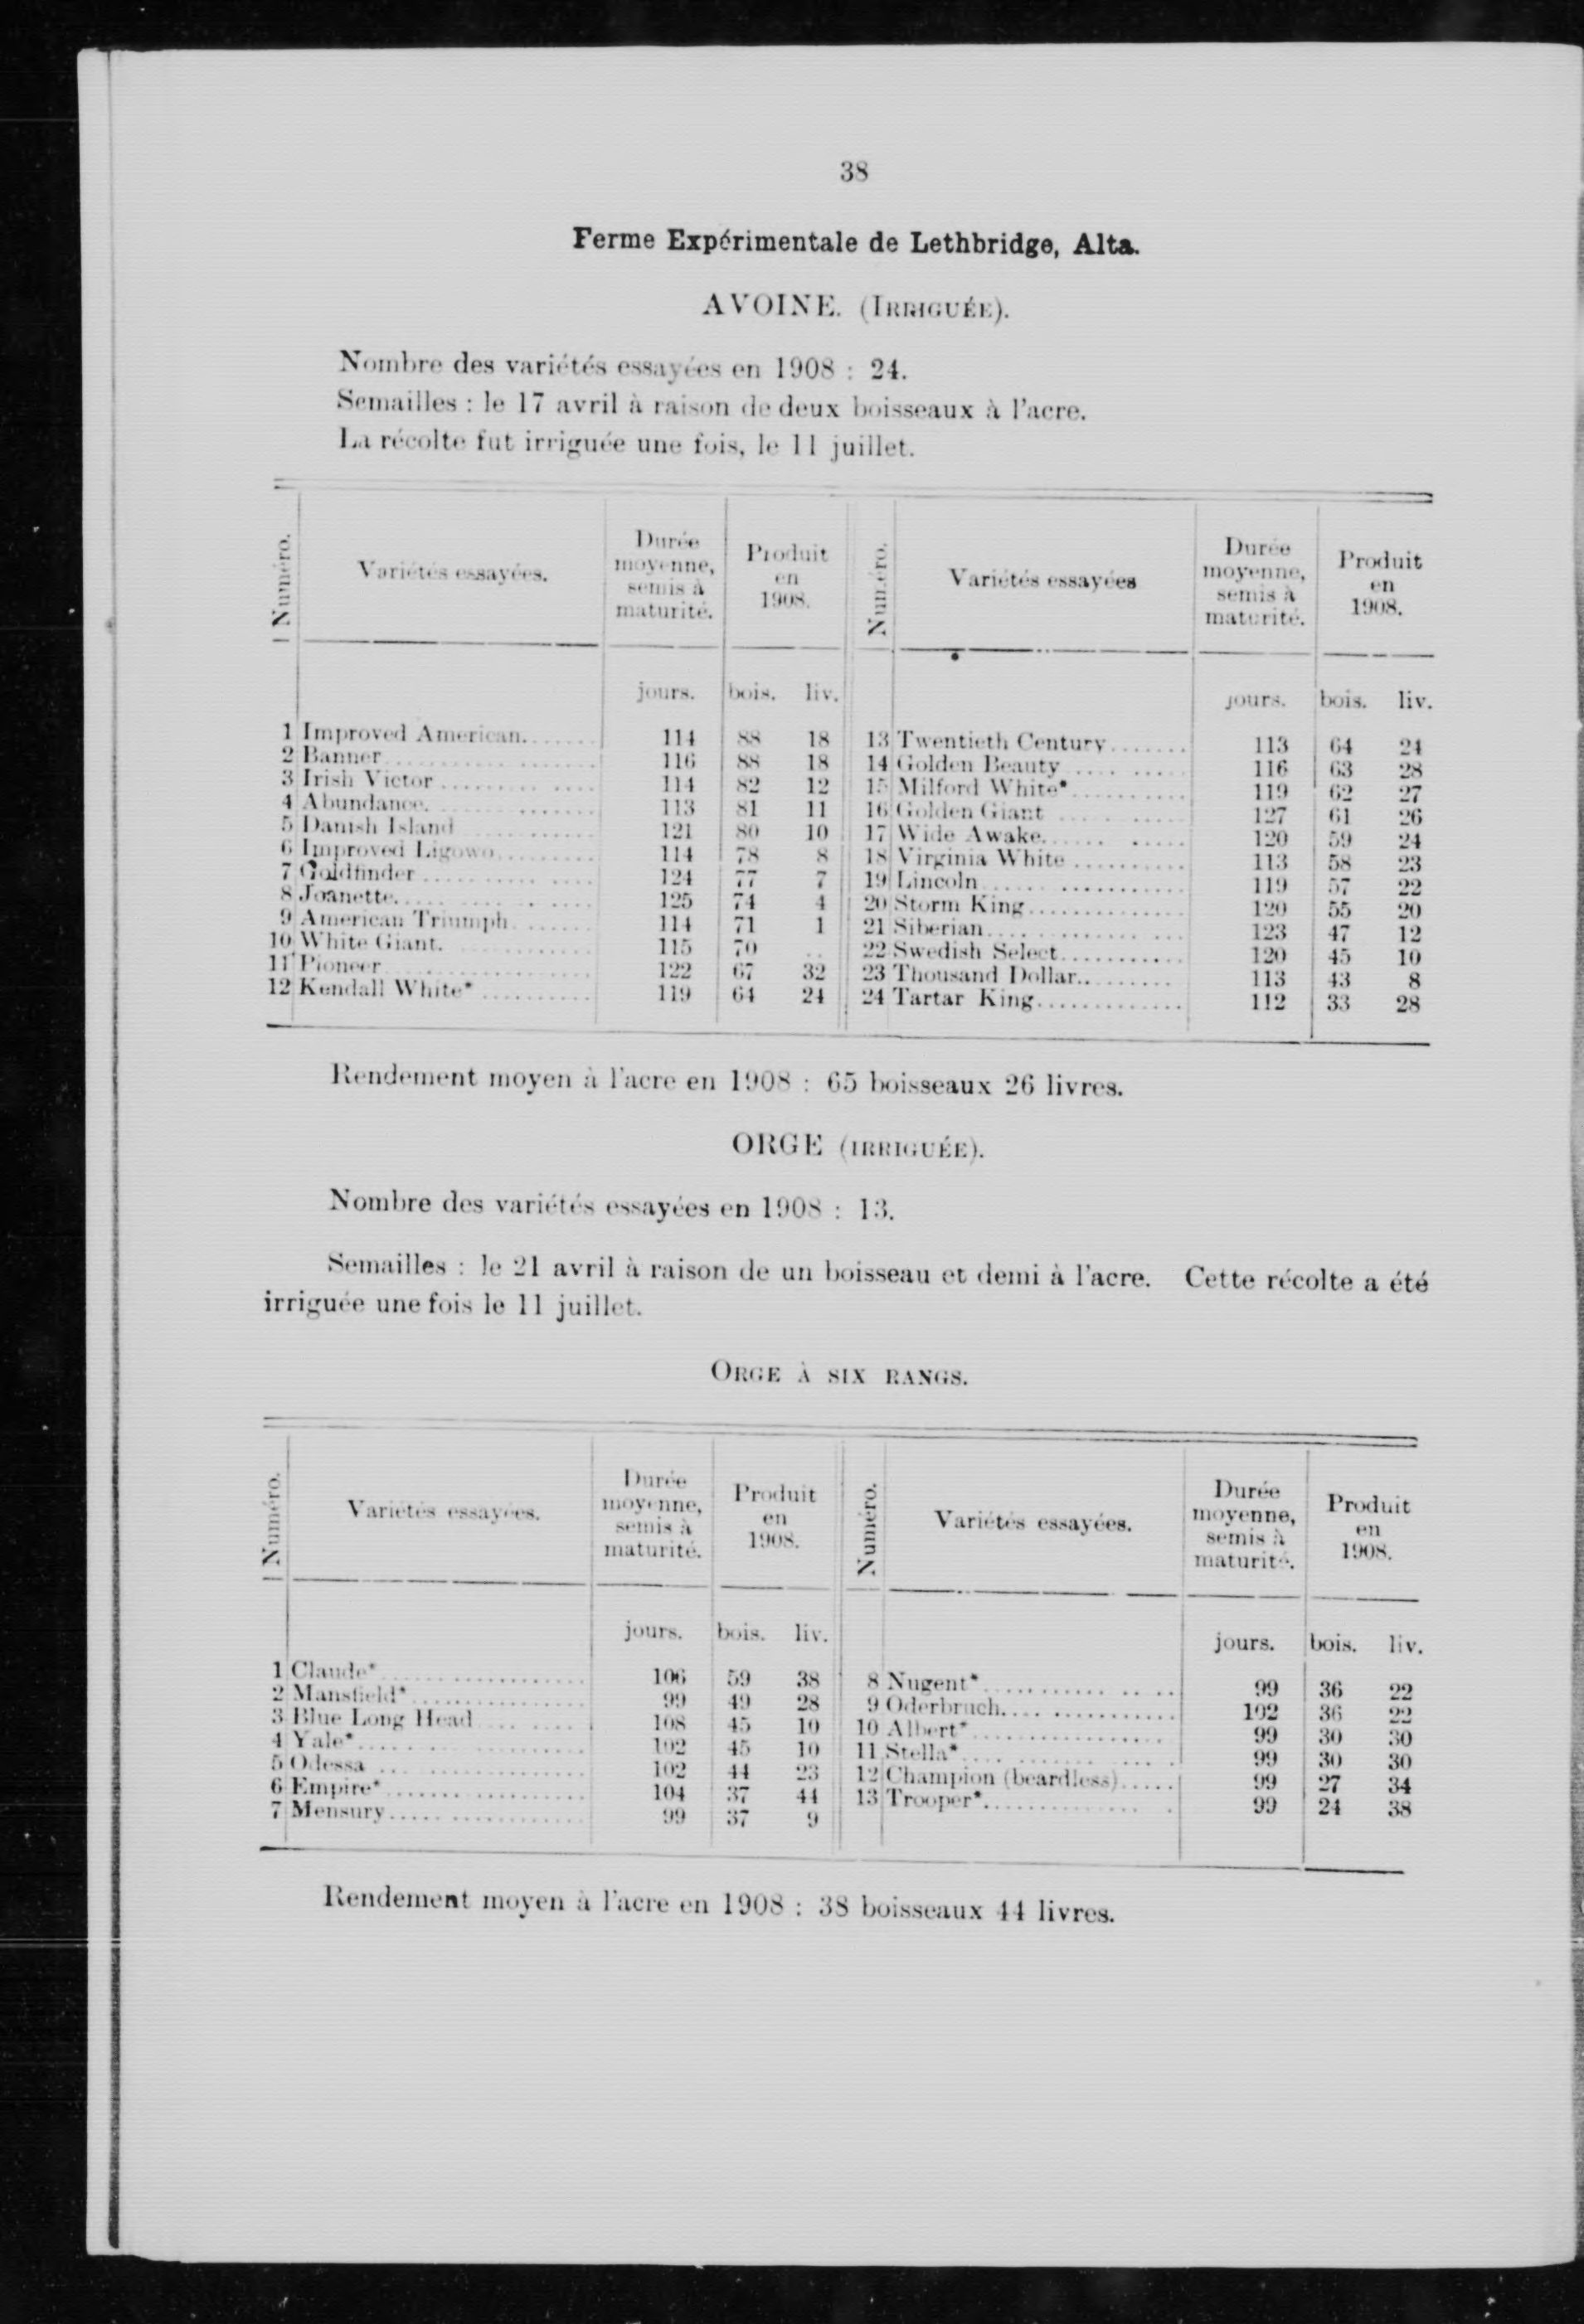 38
Ferme Expérimentale de Lethbridge, Alta.
AVOINE. (Irriguée).
Nombre des variétés essayées en 1908 : 24.
Semailles : le 17 avril à raison de deux boisseaux à l'acre.
La récolte fut irriguée une fois, le 11 juillet.
Numéro. Variétés essayées. Durée moyenne, semis à maturité. Produit en 1908. Numéro. Variétés essayées Durée moyenne, semis à maturité. Produit en 1908.
jours. bois. liv. jours. bois. liv.
1 Improved American....... 114 88 18 13 Twentieth Century....... 113 64 24
2 Banner................... 116 88 18 14 Golden Beauty ......... 116 63 28
3 Irish Victor............. 114 82 12 15 Milford White*.......... 119 62 27
4 Abundance............. 113 81 11 16 Golden Giant ........... 127 61 26
5 Danish Island ............ 121 80 10 17 Wide Awake........... 120 59 24
6 Improved Ligowo......... 114 78 8 18 Virginia White .......... 113 58 23
7 Goldfinder ............. 124 77 7 19 Lincoln................. 119 57 22
8 Joanette................. 125 74 4 20 Storm King.............. 120 55 20
9 American Triumph....... 114 71 1 21 Siberian................ 123 47 12
10 White Giant............. 115 70 .. 22 Swedish Select........... 120 45 10
11 Pioneer.................. 122 67 32 23 Thousand Dollar......... 113 43 8
12 Kendall White*.......... 119 64 24 24 Tartar King............. 112 33 28
Rendement moyen à l'acre en 1908 : 65 boisseaux 26 livres.
ORGE (irriguée).
Nombre des variétés essayées en 1908 : 13.
Semailles : le 21 avril à raison de un boisseau et demi à l'acre. Cette récolte a été
irriguée une fois le 11 juillet.
Orge à six rangs.
Numéro. Variétés essayées. Durée moyenne, semis à maturité. Produit en 1908. Numéro. Variétés essayées. Durée moyenne, semis à maturité. Produit en 1908.
jours. bois. liv. jours. bois. liv.
1 Claude*.................. 106 59 38 8 Nugent*................. 99 36 22
2 Mansfield*............... 99 49 28 9 Oderbruch............... 102 36 22
3 Blue Long Head ........ 108 45 10 10 Albert*................. 99 30 30
4 Yale*.................... 102 45 10 11 Stella*................. 99 30 30
5 Odessa .................. 102 44 23 12 Champion (beardless)..... 99 27 34
6 Empire*.................. 104 37 44 13 Trooper*................ 99 24 38
7 Mensury.................. 99 37 9
Rendement moyen à l'acre en 1908 : 38 boisseaux 44 livres.